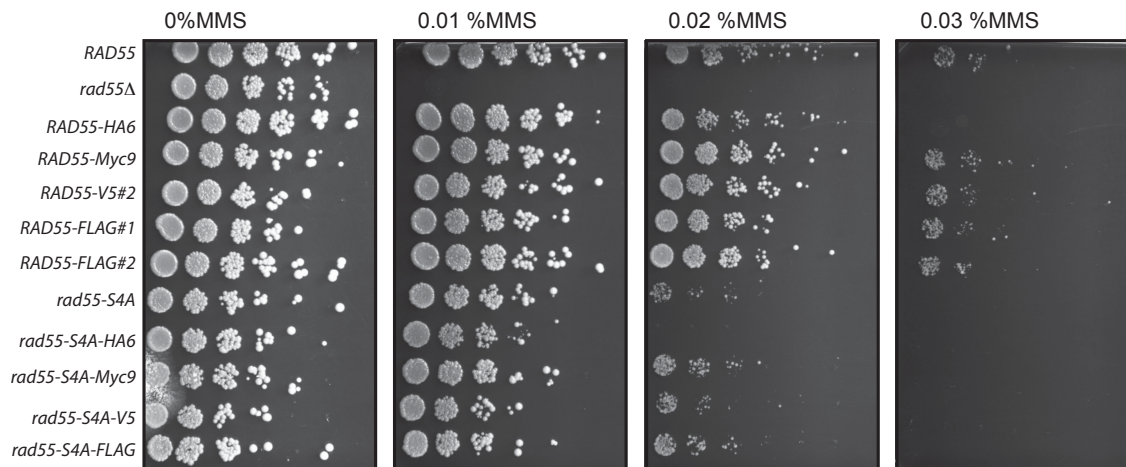 0%MMS 0.01 %MMS 0.02 %MMS 0.03 %MMS
RAD55
rad55Δ
RAD55-HA6
RAD55-Myc9
RAD55-V5#2
RAD55-FLAG#1
RAD55-FLAG#2
rad55-S4A
rad55-S4A-HA6
rad55-S4A-Myc9
rad55-S4A-V5
rad55-S4A-FLAG